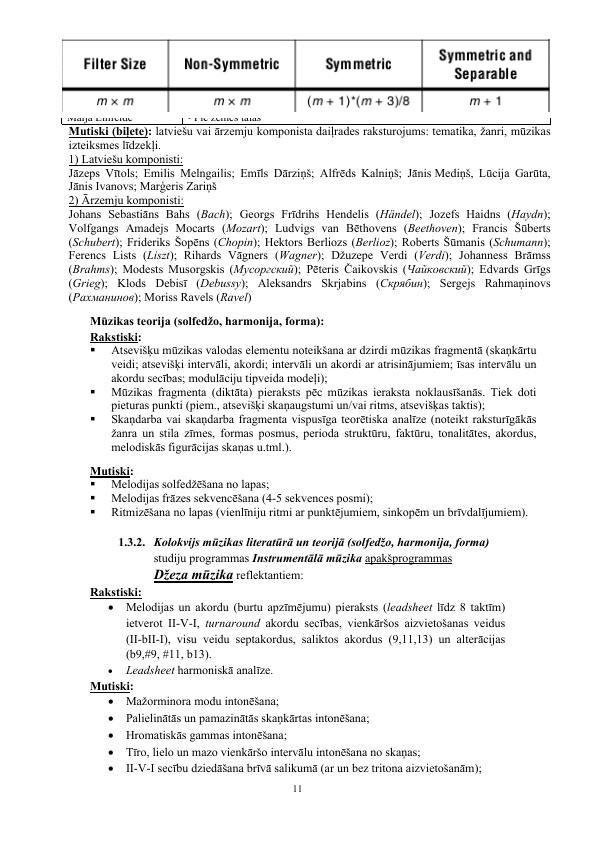 Filter Size Non-Symmetric Symmetric Symmetric and Separable
m × m m × m (m + 1)*(m + 3)/8 m + 1
Mutiski (biļete): latviešu vai ārzemju komponista daiļrades raksturojums: tematika, žanri, mūzikas
izteiksmes līdzekļi.
1) Latviešu komponisti:
Jāzeps Vītols; Emilis Melngailis; Emīls Dārziņš; Alfrēds Kalniņš; Jānis Mediņš, Lūcija Garūta,
Jānis Ivanovs; Marģeris Zariņš
2) Ārzemju komponisti:
Johans Sebastiāns Bahs (Bach); Georgs Frīdrihs Hendelis (Händel); Jozefs Haidns (Haydn);
Volfgangs Amadejs Mocarts (Mozart); Ludvigs van Bēthovens (Beethoven); Francis Šūberts
(Schubert); Frideriks Šopēns (Chopin); Hektors Berliozs (Berlioz); Roberts Šūmanis (Schumann);
Ferencs Lists (Liszt); Rihards Vāgners (Wagner); Džuzepe Verdi (Verdi); Johanness Brāmss
(Brahms); Modests Musorgskis (Мусоргский); Pēteris Čaikovskis (Чайковский); Edvards Grīgs
(Grieg); Klods Debisī (Debussy); Aleksandrs Skrjabins (Скрябин); Sergejs Rahmaņinovs
(Рахманинов); Moriss Ravels (Ravel)
Mūzikas teorija (solfedžo, harmonija, forma):
Rakstiski:
▪ Atsevišķu mūzikas valodas elementu noteikšana ar dzirdi mūzikas fragmentā (skaņkārtu
veidi; atsevišķi intervāli, akordi; intervāli un akordi ar atrisinājumiem; īsas intervālu un
akordu secības; modulāciju tipveida modeļi);
▪ Mūzikas fragmenta (diktāta) pieraksts pēc mūzikas ieraksta noklausīšanās. Tiek doti
pieturas punkti (piem., atsevišķi skaņaugstumi un/vai ritms, atsevišķas taktis);
▪ Skaņdarba vai skaņdarba fragmenta vispusīga teorētiska analīze (noteikt raksturīgākās
žanra un stila zīmes, formas posmus, perioda struktūru, faktūru, tonalitātes, akordus,
melodiskās figurācijas skaņas u.tml.).
Mutiski:
▪ Melodijas solfedžēšana no lapas;
▪ Melodijas frāzes sekvencēšana (4-5 sekvences posmi);
▪ Ritmizēšana no lapas (vienlīniju ritmi ar punktējumiem, sinkopēm un brīvdalījumiem).
1.3.2. Kolokvijs mūzikas literatūrā un teorijā (solfedžo, harmonija, forma)
studiju programmas Instrumentālā mūzika apakšprogrammas
Džeza mūzika reflektantiem:
Rakstiski:
• Melodijas un akordu (burtu apzīmējumu) pieraksts (leadsheet līdz 8 taktīm)
ietverot II-V-I, turnaround akordu secības, vienkāršos aizvietošanas veidus
(II-bII-I), visu veidu septakordus, saliktos akordus (9,11,13) un alterācijas
(b9,#9, #11, b13).
• Leadsheet harmoniskā analīze.
Mutiski:
• Mažorminora modu intonēšana;
• Palielinātās un pamazinātās skaņkārtas intonēšana;
• Hromatiskās gammas intonēšana;
• Tīro, lielo un mazo vienkāršo intervālu intonēšana no skaņas;
• II-V-I secību dziedāšana brīvā salikumā (ar un bez tritona aizvietošanām);
11